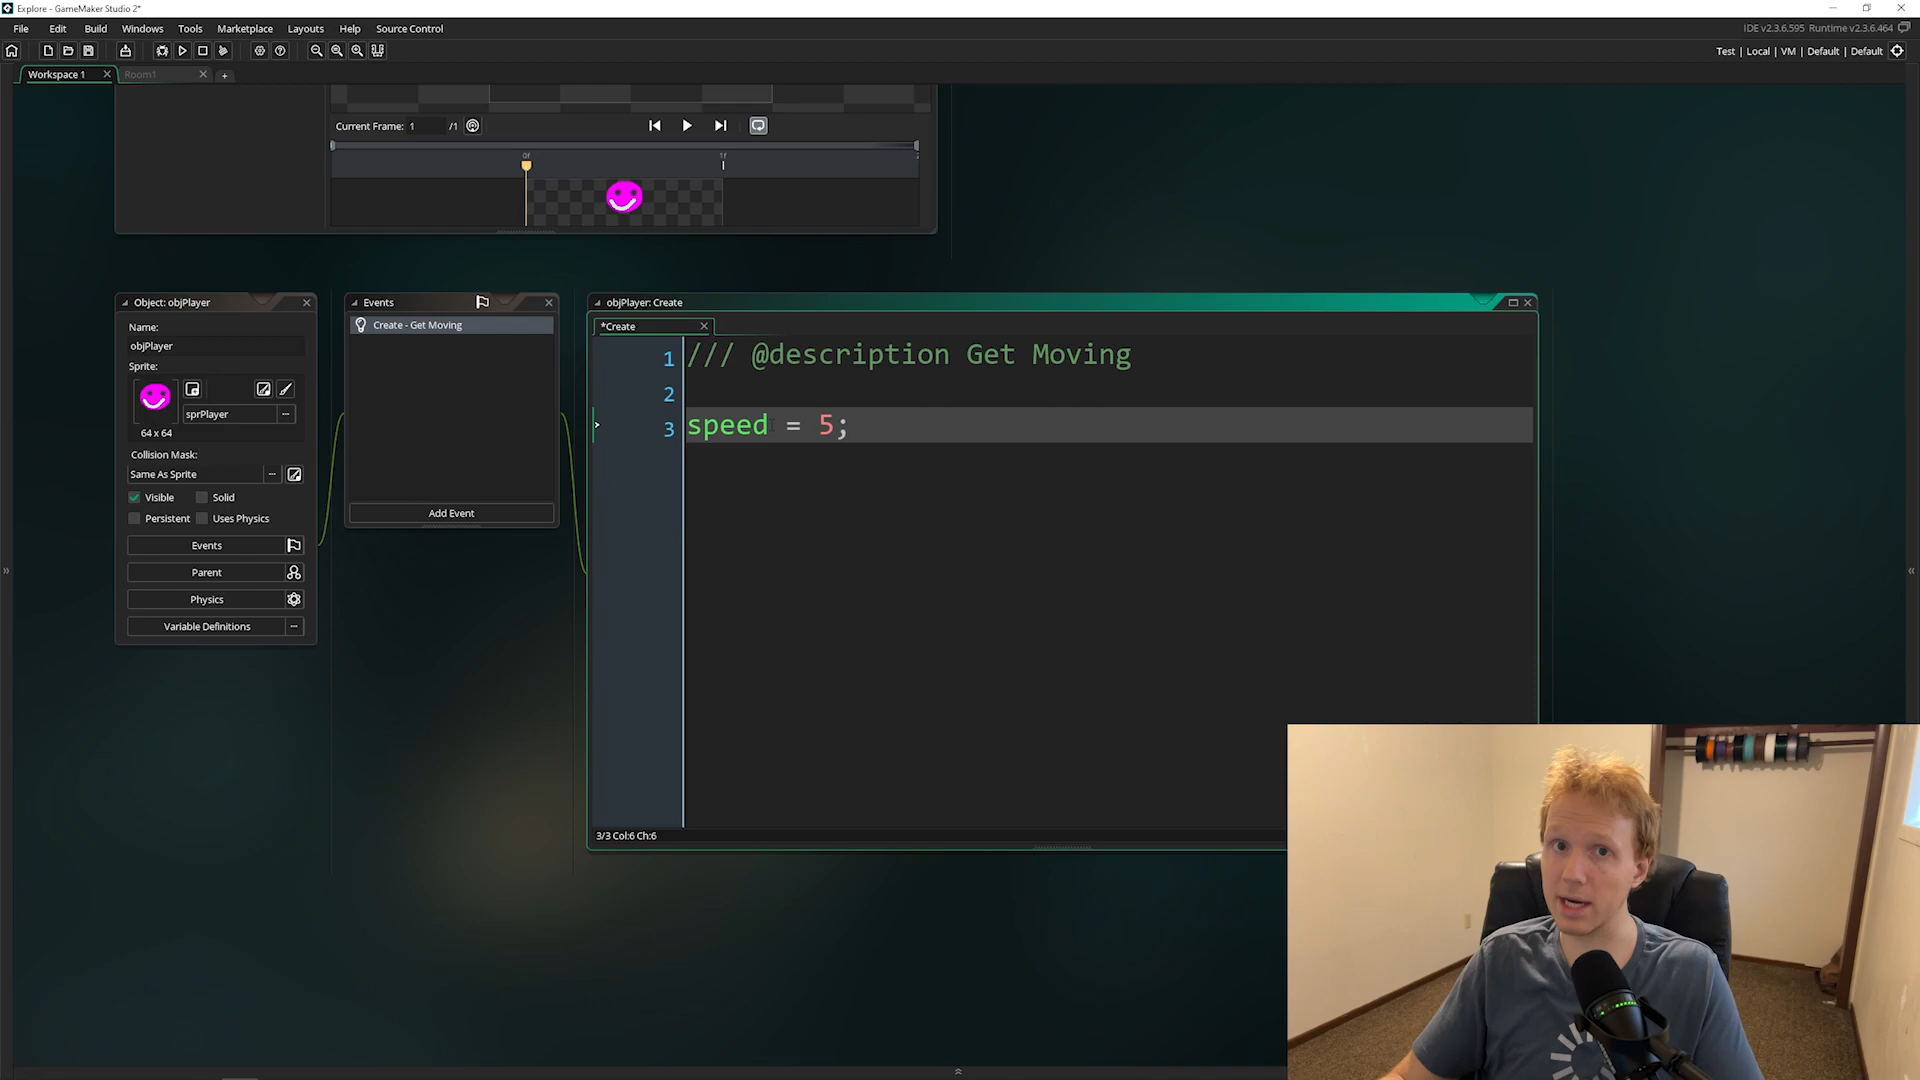 Explore - GameMaker Studio 2*
File Edit Build Windows Tools Marketplace Layouts Help Source Control
IDE v2.3.6.595 Runtime v2.3.6.464
Test | Local | VM | Default | Default
Workspace 1
Room1
Current Frame: 1 /1
0f 1f
Object: objPlayer
Name:
objPlayer
Sprite:
sprPlayer
64 x 64
Collision Mask:
Same As Sprite
Visible Solid
Persistent Uses Physics
Events
Parent
Physics
Variable Definitions
Events
Create - Get Moving
Add Event
objPlayer: Create
*Create
1 /// @description Get Moving
2
3 speed = 5;
3/3 Col:6 Ch:6